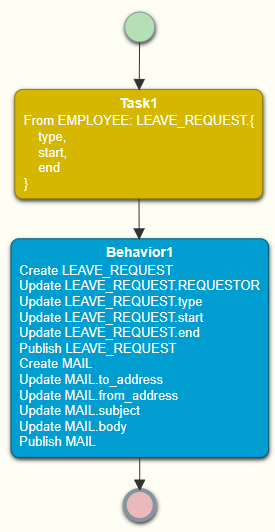 Task1
From EMPLOYEE: LEAVE_REQUEST.{
type,
start,
end
}
Behavior1
Create LEAVE_REQUEST
Update LEAVE_REQUEST.REQUESTOR
Update LEAVE_REQUEST.type
Update LEAVE_REQUEST.start
Update LEAVE_REQUEST.end
Publish LEAVE_REQUEST
Create MAIL
Update MAIL.to_address
Update MAIL.from_address
Update MAIL.subject
Update MAIL.body
Publish MAIL